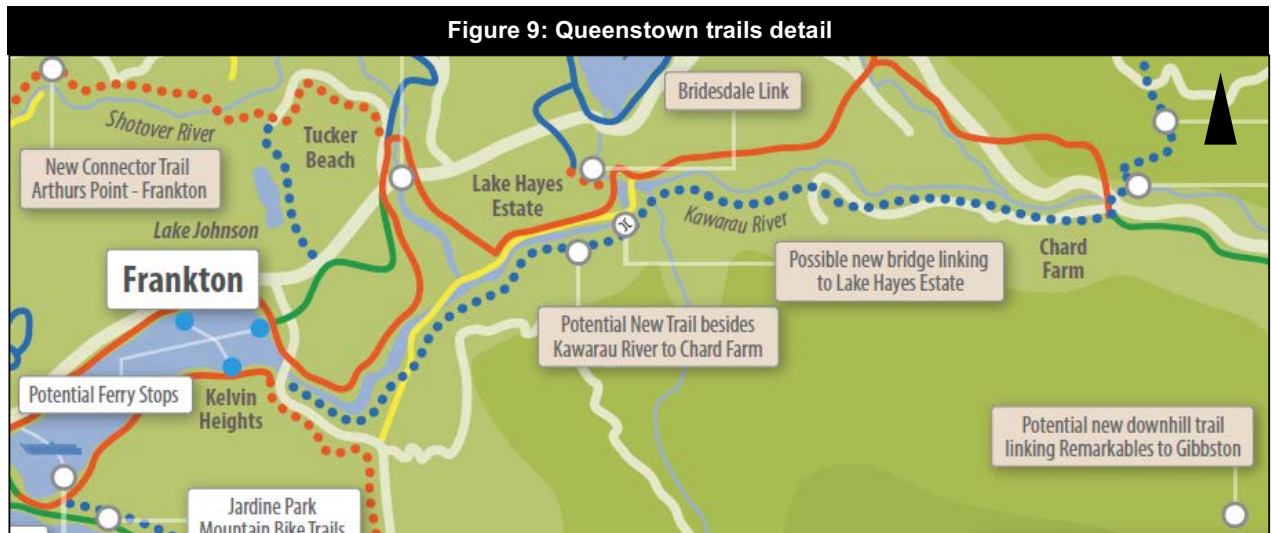 Figure 9: Queenstown trails detail
Bridesdale Link
Shotover River
Tucker
Beach
New Connector Trail
Arthurs Point - Frankton
Lake Hayes
Estate
Kawarau River
Lake Johnson
Chard
Farm
Frankton
Possible new bridge linking
to Lake Hayes Estate
Potential New Trail besides
Kawarau River to Chard Farm
Potential Ferry Stops
Kelvin
Heights
Potential new downhill trail
linking Remarkables to Gibbston
Jardine Park
Mountain Bike Trails